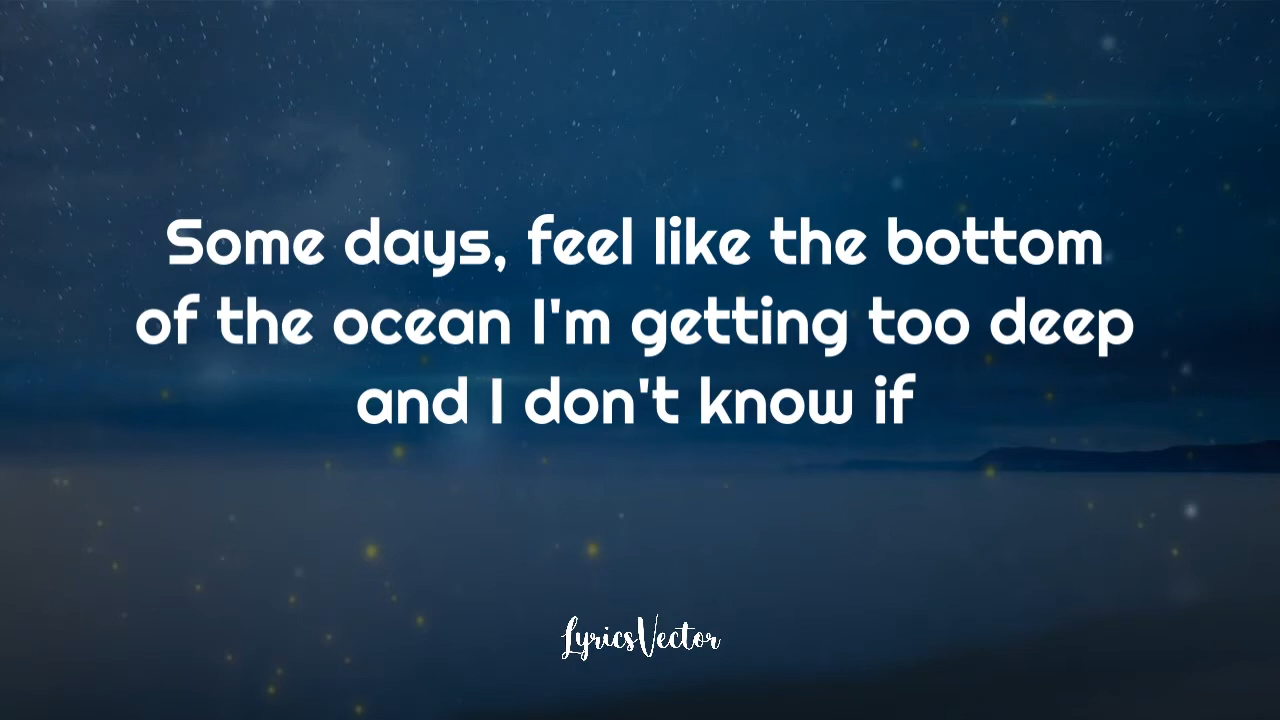 Some days, feel like the bottom
of the ocean I'm getting too deep
and I don't know if
LyricsVector